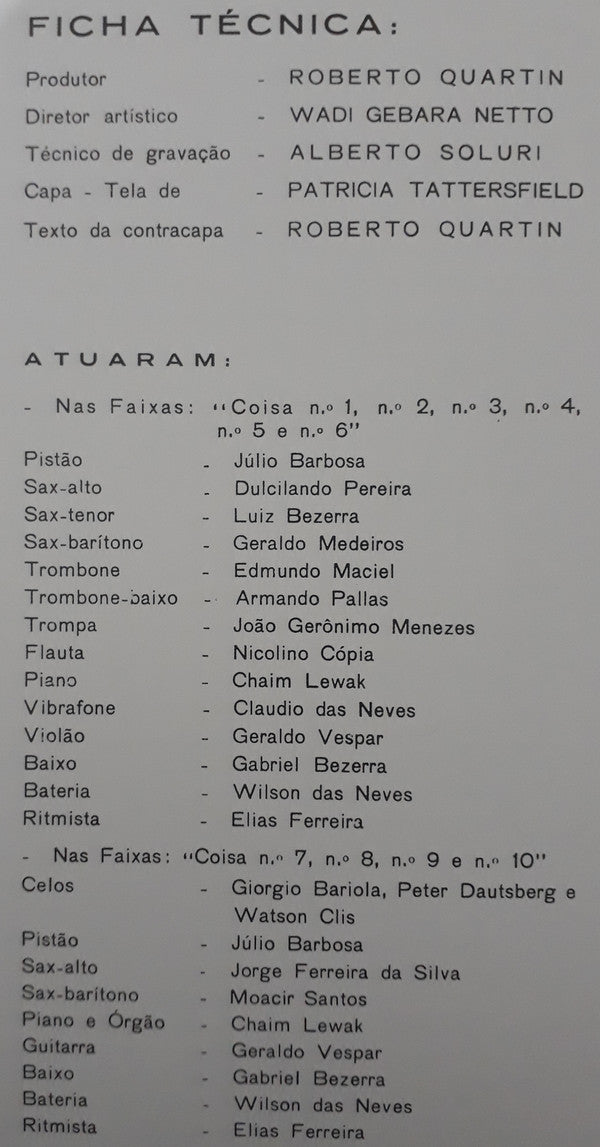 FICHA TÉCNICA:
Produtor - ROBERTO QUARTIN
Diretor artístico - WADI GEBARA NETTO
Técnico de gravação - ALBERTO SOLURI
Capa - Tela de - PATRICIA TATTERSFIELD
Texto da contracapa - ROBERTO QUARTIN
ATUARAM:
- Nas Faixas: “Coisa n.º 1, n.º 2, n.º 3, n.º 4,
n.º 5 e n.º 6”
Pistão - Júlio Barbosa
Sax-alto - Dulcilando Pereira
Sax-tenor - Luiz Bezerra
Sax-barítono - Geraldo Medeiros
Trombone - Edmundo Maciel
Trombone-baixo - Armando Pallas
Trompa - João Gerônimo Menezes
Flauta - Nicolino Cópia
Piano - Chaim Lewak
Vibrafone - Claudio das Neves
Violão - Geraldo Vespar
Baixo - Gabriel Bezerra
Bateria - Wilson das Neves
Ritmista - Elias Ferreira
- Nas Faixas: “Coisa n.º 7, n.º 8, n.º 9 e n.º 10”
Celos - Giorgio Bariola, Peter Dautsberg e
Watson Clis
Pistão - Júlio Barbosa
Sax-alto - Jorge Ferreira da Silva
Sax-barítono - Moacir Santos
Piano e Órgão - Chaim Lewak
Guitarra - Geraldo Vespar
Baixo - Gabriel Bezerra
Bateria - Wilson das Neves
Ritmista - Elias Ferreira